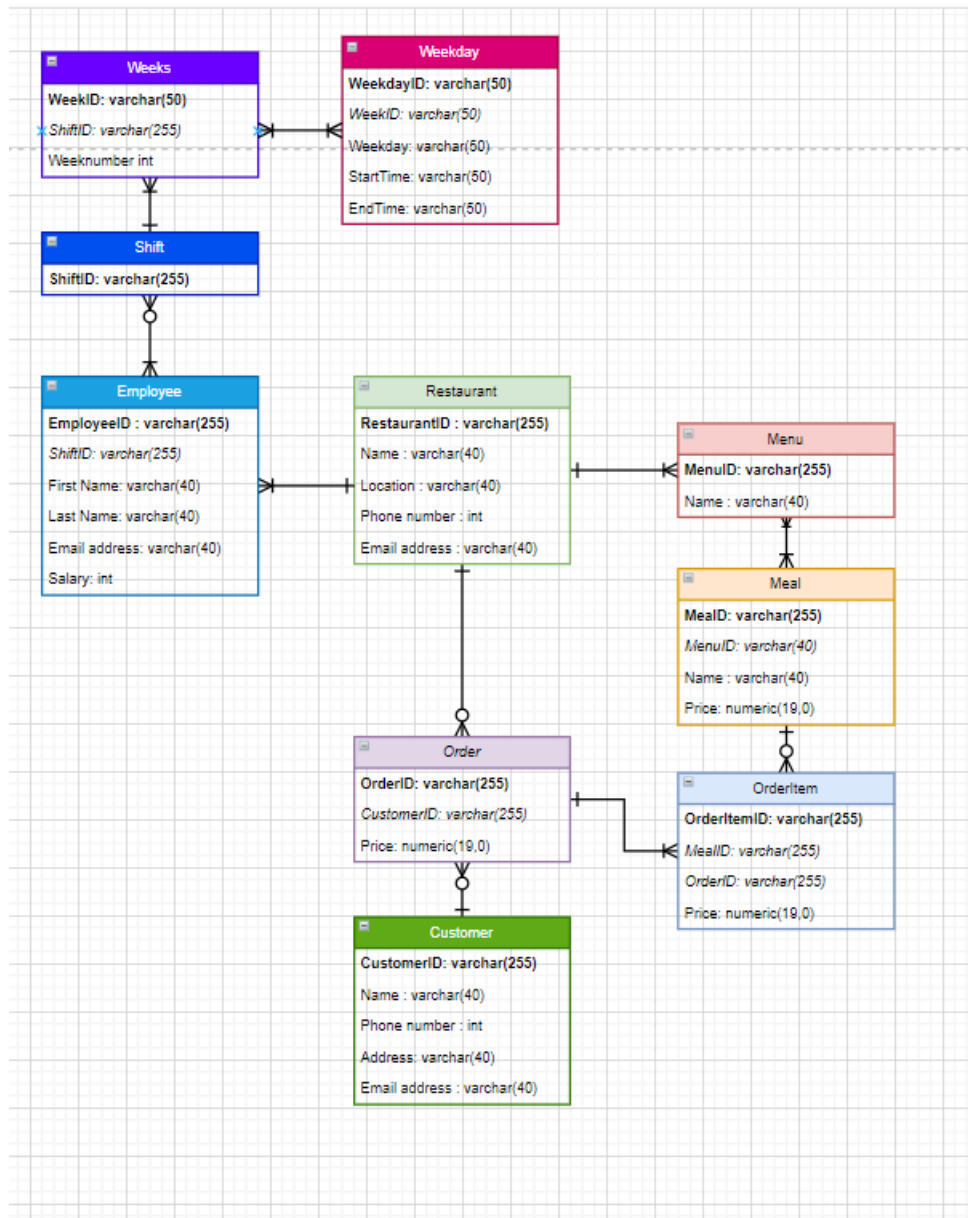 Weeks
WeekID: varchar(50)
ShiftID: varchar(255)
Weeknumber int
Weekday
WeekdayID: varchar(50)
WeekID: varchar(50)
Weekday: varchar(50)
StartTime: varchar(50)
EndTime: varchar(50)
Shift
ShiftID: varchar(255)
Employee
EmployeeID : varchar(255)
ShiftID: varchar(255)
First Name: varchar(40)
Last Name: varchar(40)
Email address: varchar(40)
Salary: int
Restaurant
RestaurantID : varchar(255)
Name : varchar(40)
Location : varchar(40)
Phone number : int
Email address : varchar(40)
Menu
MenuID: varchar(255)
Name : varchar(40)
Meal
MealD: varchar(255)
MenuID: varchar(40)
Name : varchar(40)
Price: numeric(19,0)
Order
OrderID: varchar(255)
CustomerID: varchar(255)
Price: numeric(19,0)
OrderItem
OrderItemID: varchar(255)
MealID: varchar(255)
OrderID: varchar(255)
Price: numeric(19,0)
Customer
CustomerID: varchar(255)
Name : varchar(40)
Phone number : int
Address: varchar(40)
Email address : varchar(40)